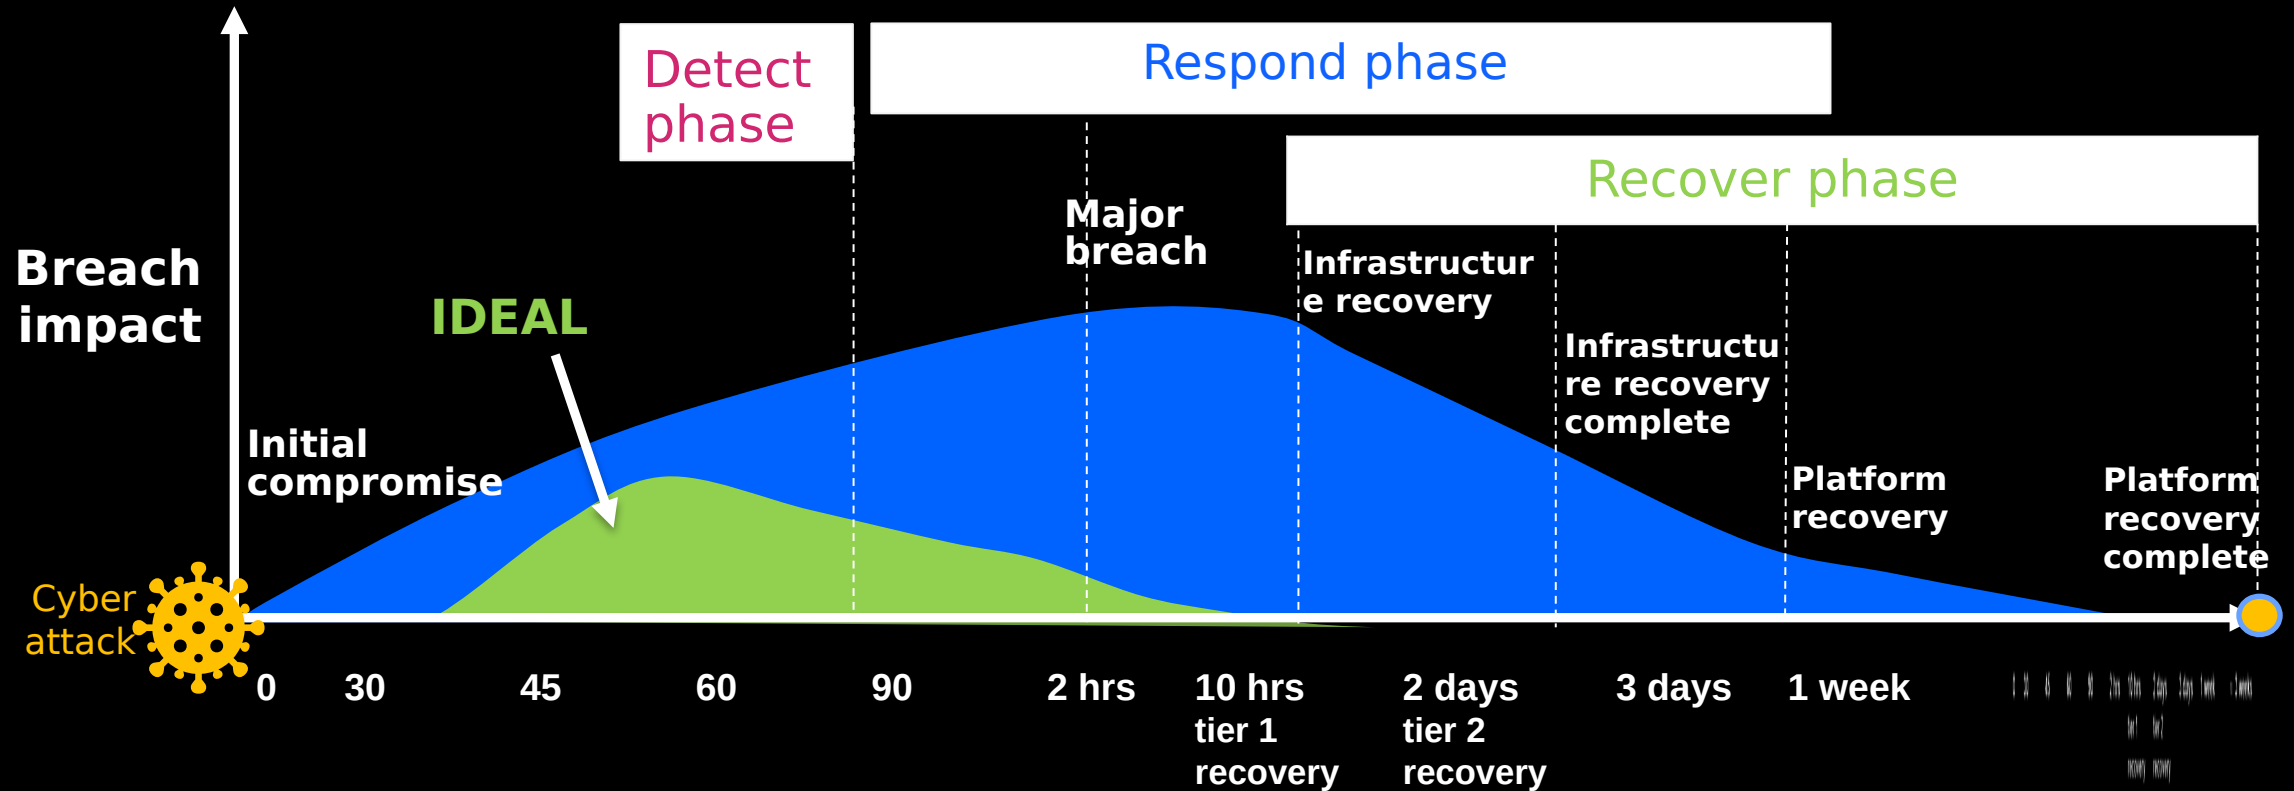 Detect
phase
Respond phase
Recover phase
Major
breach
Breach
impact
Infrastructur
e recovery
IDEAL
Infrastructu
re recovery
complete
Initial
compromise
Platform
recovery
Platform
recovery
complete
Cyber
attack
0 30 45 60 90 2 hrs 10 hrs 2 days 3 days 1 week
tier 1 tier 2
recovery recovery